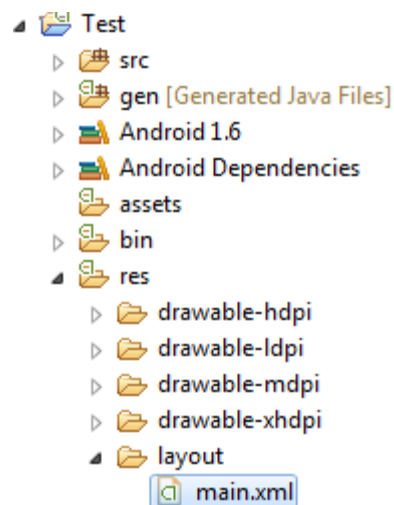 Test
src
gen [Generated Java Files]
Android 1.6
Android Dependencies
assets
bin
res
drawable-hdpi
drawable-ldpi
drawable-mdpi
drawable-xhdpi
layout
main.xml